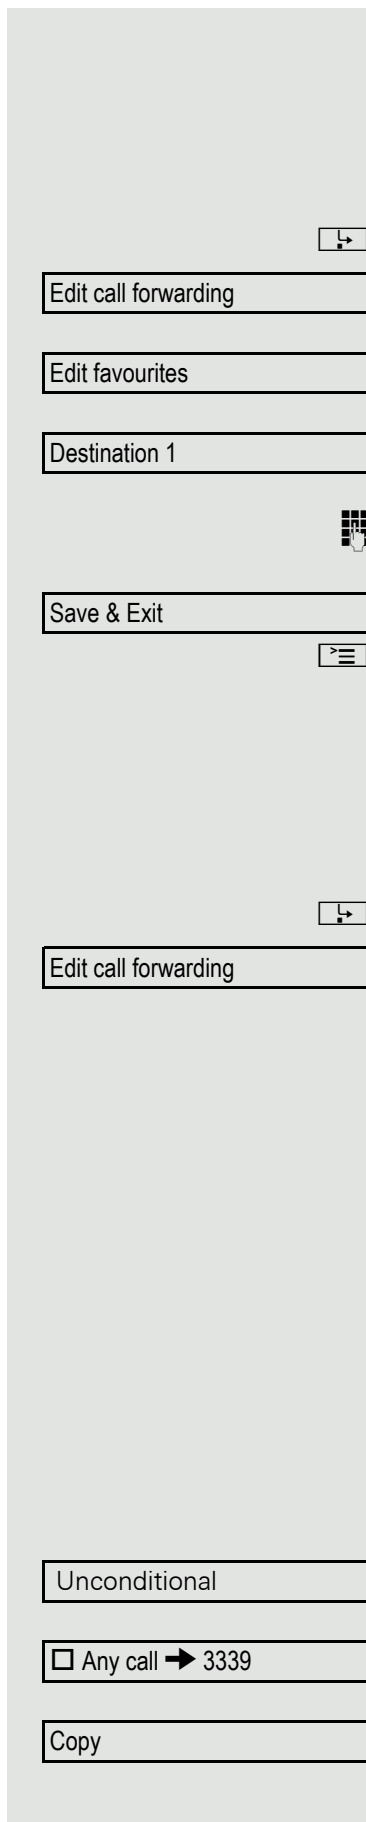 Edit call forwarding
Edit favourites
Destination 1
Save & Exit
Edit call forwarding
Unconditional
☐ Any call ➔ 3339
Copy